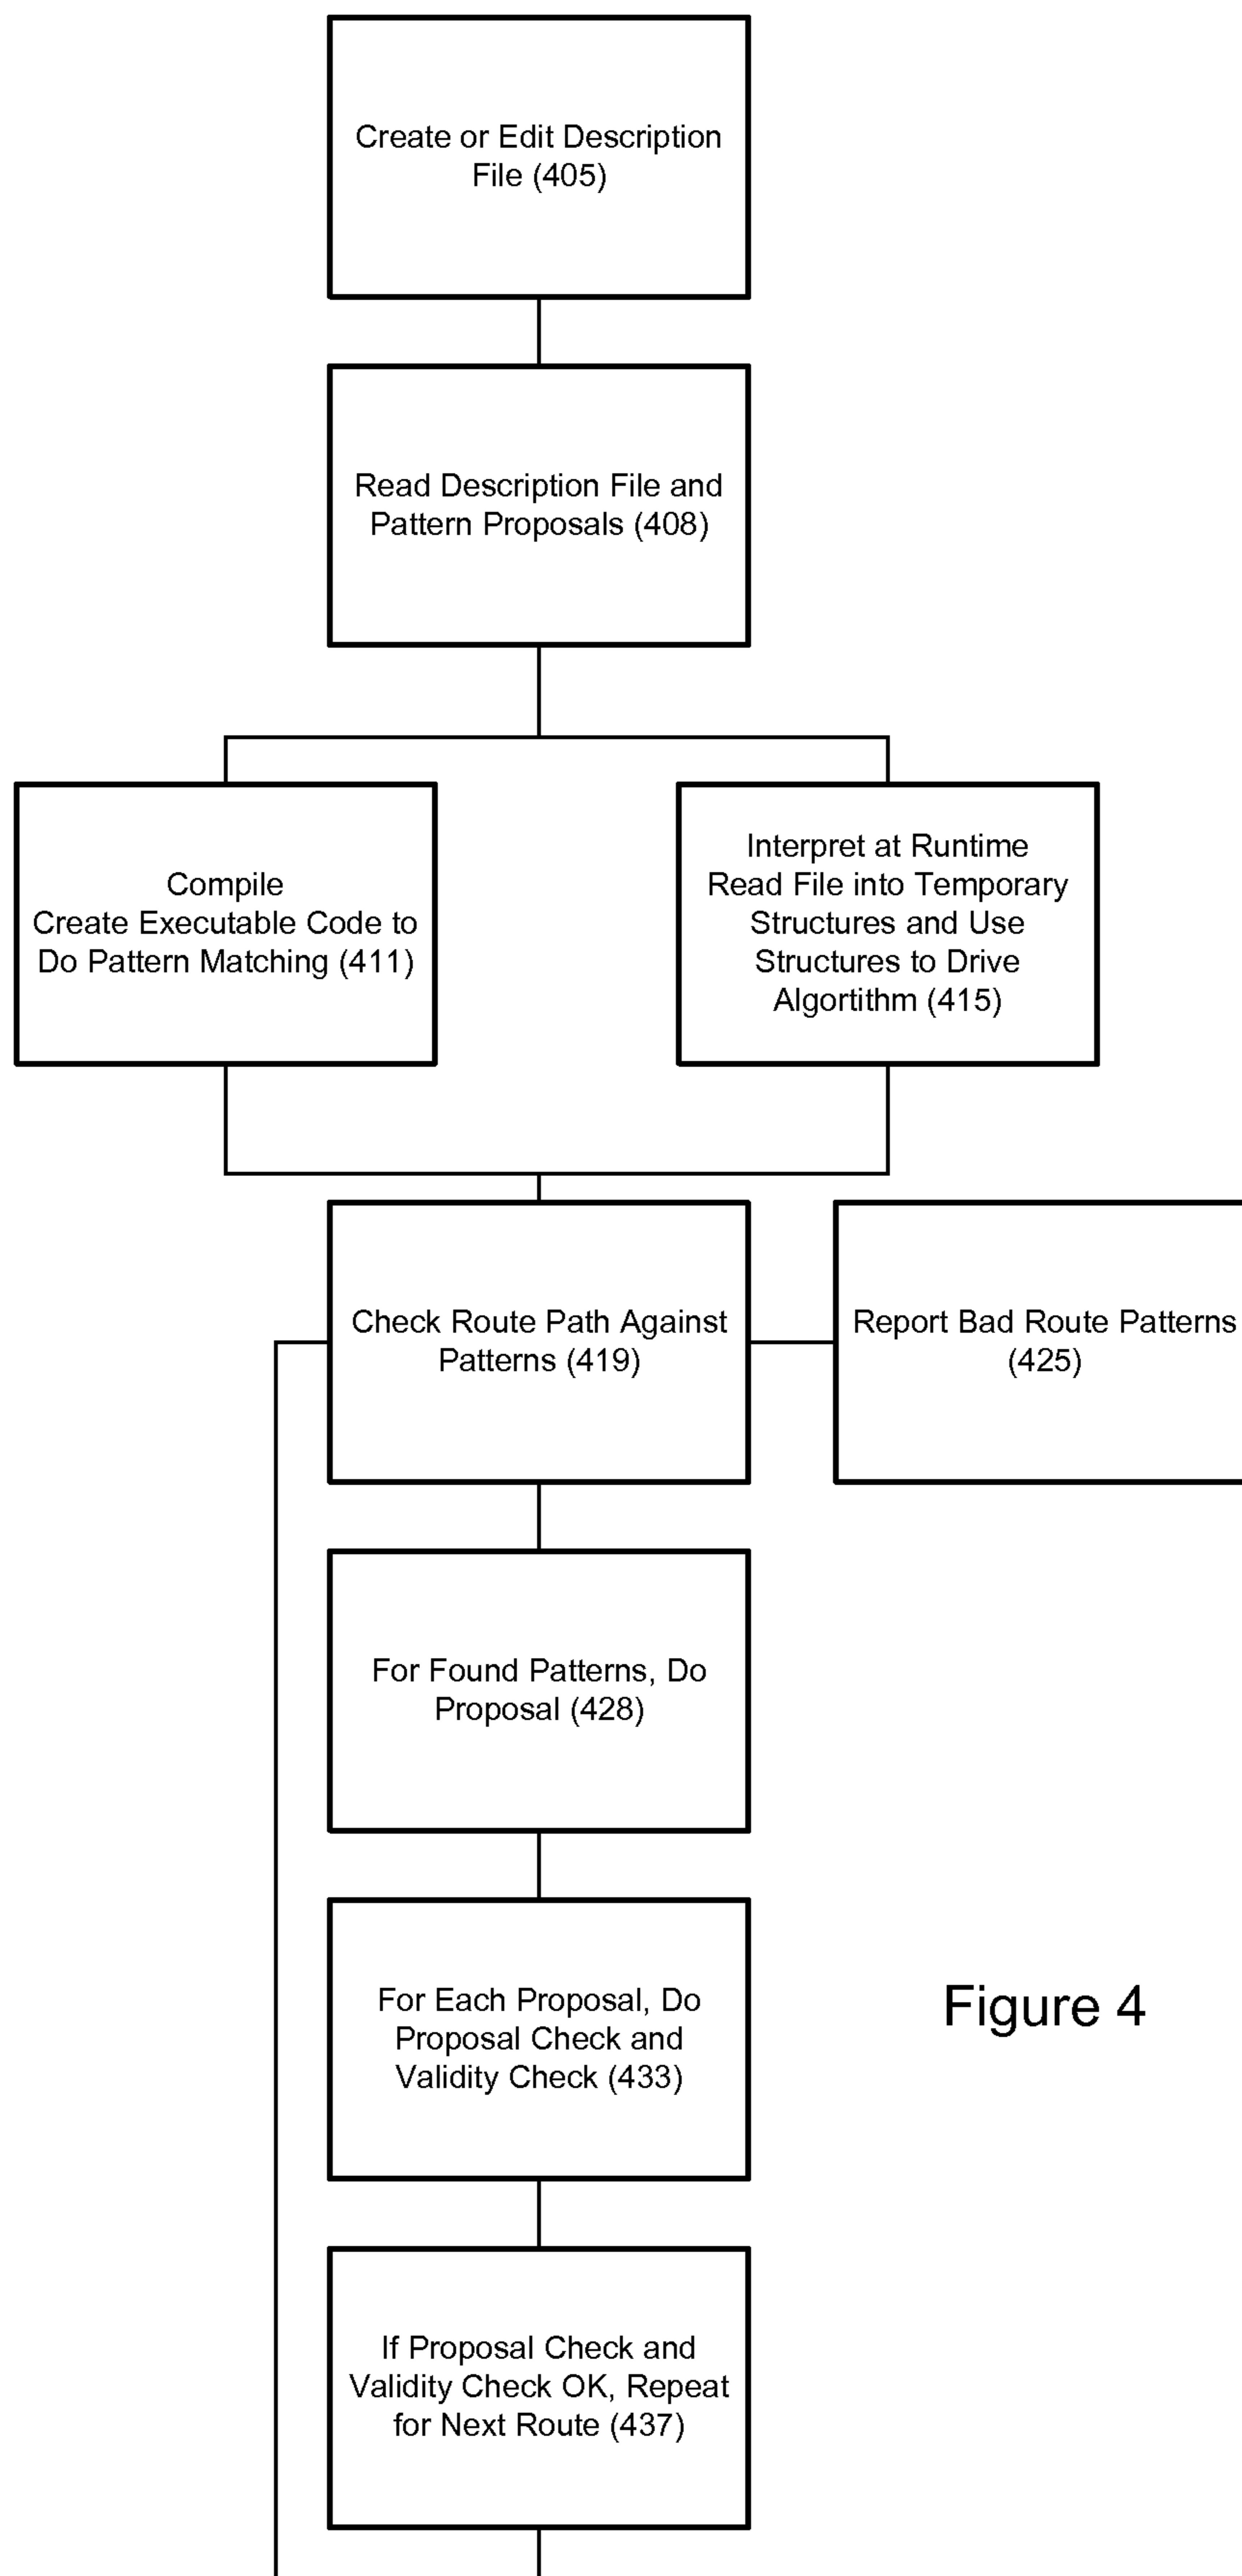 Create or Edit Description
File (405)
Read Description File and
Pattern Proposals (408)
Compile
Create Executable Code to
Do Pattern Matching (411)
Interpret at Runtime
Read File into Temporary
Structures and Use
Structures to Drive
Algortithm (415)
Check Route Path Against
Patterns (419)
Report Bad Route Patterns
(425)
For Found Patterns, Do
Proposal (428)
For Each Proposal, Do
Proposal Check and
Validity Check (433)
Figure 4
If Proposal Check and
Validity Check OK, Repeat
for Next Route (437)